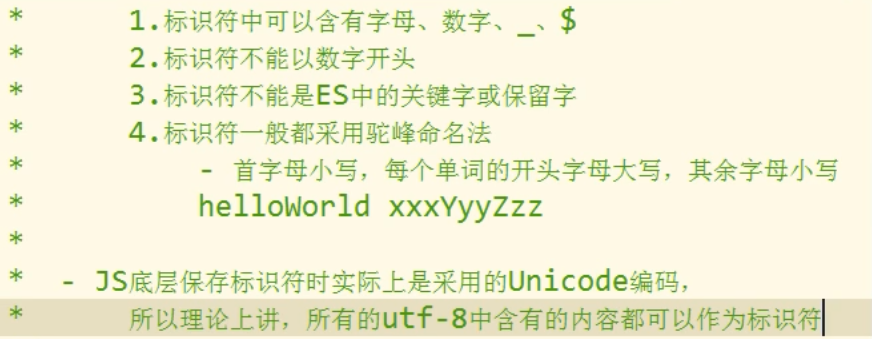 * 1.标识符中可以含有字母、数字、_、$
* 2.标识符不能以数字开头
* 3.标识符不能是ES中的关键字或保留字
* 4.标识符一般都采用驼峰命名法
* - 首字母小写，每个单词的开头字母大写，其余字母小写
* helloWorld xxxYyyZzz
*
* - JS底层保存标识符时实际上是采用的Unicode编码，
* 所以理论上讲，所有的utf-8中含有的内容都可以作为标识符